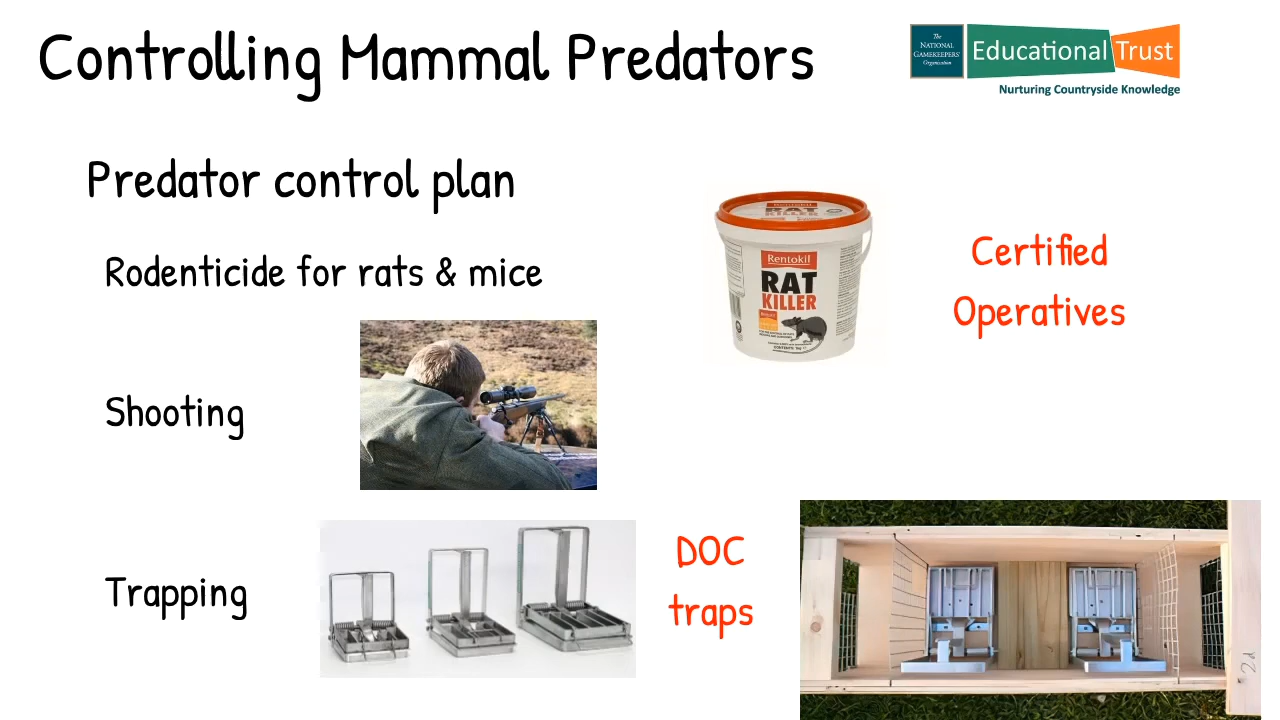 Controlling Mammal Predators
The
NATIONAL
GAMEKEEPERS'
Organisation
Educational Trust
Nurturing Countryside Knowledge
Predator control plan
Rodenticide for rats & mice
Rentokil
RAT
KILLER
Certified
Operatives
Shooting
Trapping
DOC
traps